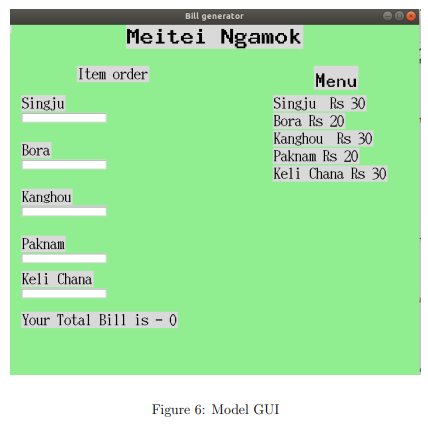 Bill generator
Meitei Ngamok
Item order
Singju
Bora
Kanghou
Paknam
Keli Chana
Your Total Bill is - 0
Menu
Singju Rs 30
Bora Rs 20
Kanghou Rs 30
Paknam Rs 20
Keli Chana Rs 30
Figure 6: Model GUI